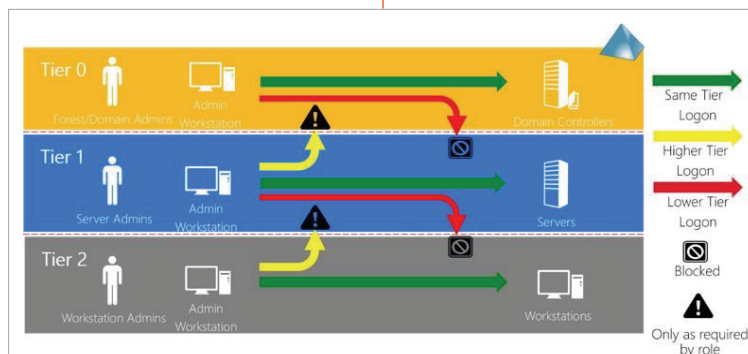 Tier 0
Forest/Domain Admins
Admin
Workstation
Domain Controllers
Tier 1
Server Admins
Admin
Workstation
Servers
Tier 2
Workstation Admins
Admin
Workstation
Workstations
Same Tier
Logon
Higher Tier
Logon
Lower Tier
Logon
Blocked
Only as required
by role